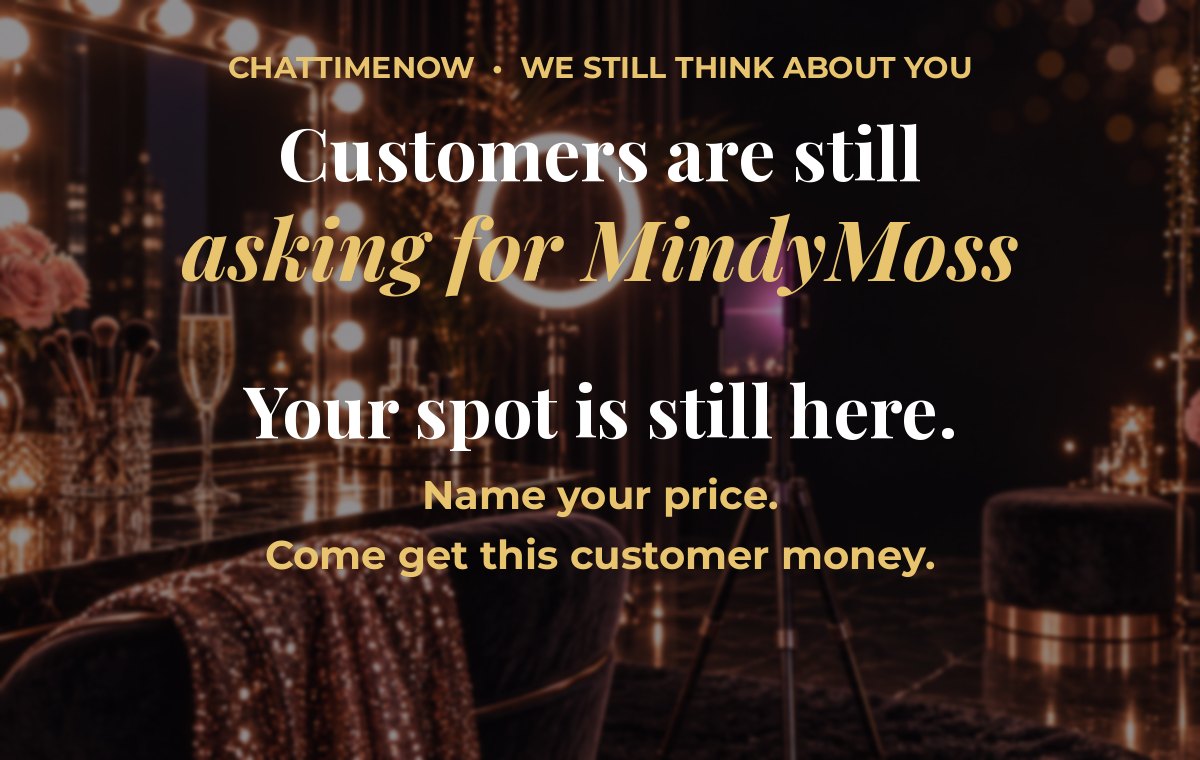 CHATTIMENOW • WE STILL THINK ABOUT YOU
Customers are still
asking for MindyMoss
Your spot is still here.
Name your price.
Come get this customer money.